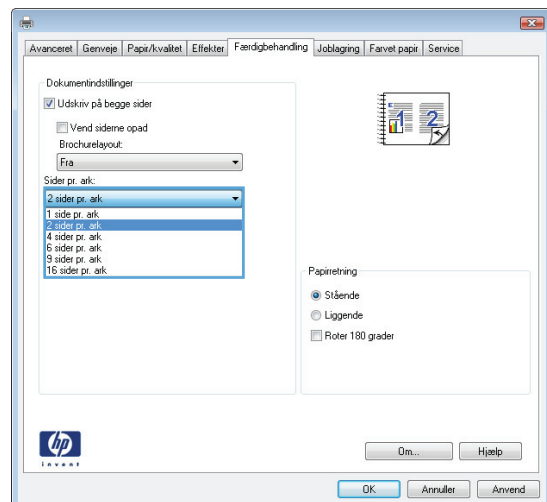 Avanceret Genveje Papir/kvalitet Effekter Færdigbehandling Joblagring Farvet papir Service
Dokumentindstillinger
Udskriv på begge sider
Vend siderne opad
Brochurelayout:
Fra
Sider pr. ark:
2 sider pr. ark
1 side pr. ark
2 sider pr. ark
4 sider pr. ark
6 sider pr. ark
9 sider pr. ark
16 sider pr. ark
1 2
Papirretning
Stående
Liggende
Roter 180 grader
hp
invent
Om... Hjælp
OK Annuller Anvend